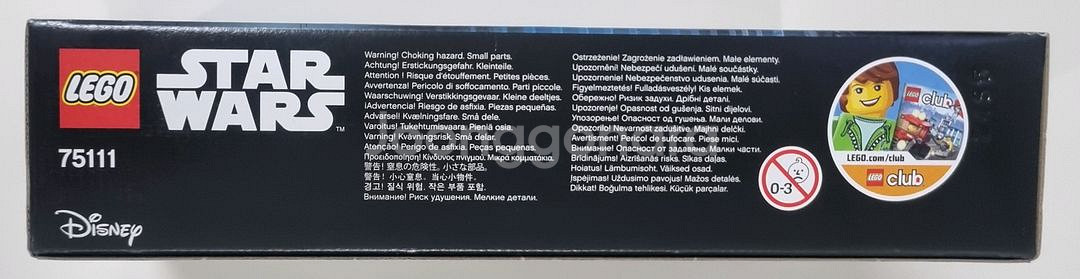 LEGO
STAR
WARS™
75111
Disney
Warning! Choking hazard. Small parts.
Achtung! Erstickungsgefahr. Kleinteile.
Attention ! Risque d'étouffement. Petites pièces.
Avvertenza! Pericolo di soffocamento. Parti piccole.
Waarschuwing! Verstikkingsgevaar. Kleine deeltjes.
¡Advertencia! Riesgo de asfixia. Piezas pequeñas.
Advarsel! Kvælningsfare. Små dele.
Varoitus! Tukehtumisvaara. Pieniä osia.
Varning! Kvävningsrisk. Små delar.
Atenção! Perigo de asfixia. Peças pequenas.
Προειδοποίηση! Κίνδυνος πνιγμού. Μικρά κομματάκια.
警告! 窒息の危険性。小さな部品。
警告! 小心窒息。当心小物件。
경고! 질식 위험. 작은 부품 포함.
Внимание! Риск удушения. Мелкие детали.
Ostrzeżenie! Zagrożenie zadławieniem. Małe elementy.
Upozornění! Nebezpečí udušení. Malé součástky.
Upozornenie! Nebezpečenstvo udusenia. Malé súčasti.
Figyelmeztetés! Fulladásveszély! Kis elemek.
Обережно! Ризик задухи. Дрібні деталі.
Upozorenje! Opasnost od gušenja. Sitni dijelovi.
Упозорење! Опасност од гушења. Мали делови.
Opozorilo! Nevarnost zadušitve. Majhni delčki.
Avertisment! Pericol de sufocare. Piese mici.
Внимание! Опасност от задавяне. Малки части.
Brīdinājums! Aizrīšanās risks. Sīkas daļas.
Hoiatus! Lämbumisoht. Väiksed osad.
Įspėjimas! Uždusimo pavojus! Mažos detalės.
Dikkat! Boğulma tehlikesi. Küçük parçalar.
0-3
LEGO club
LEGO.com/club
LEGO club